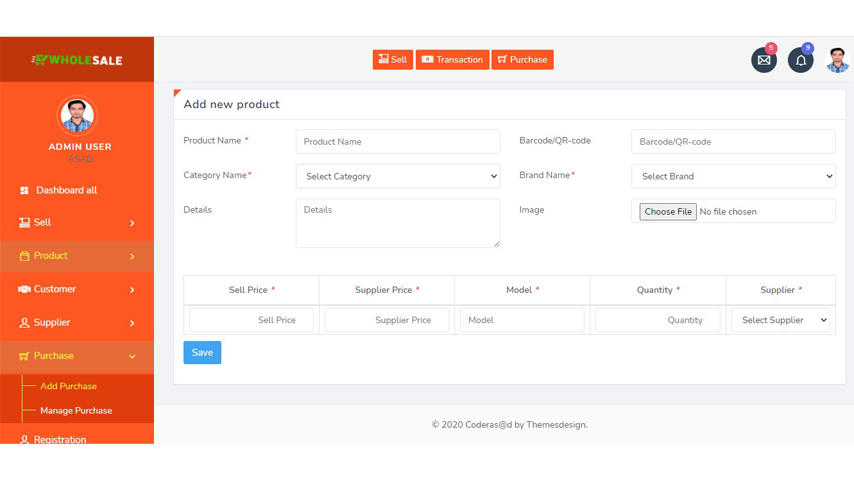 WHOLESALE
Sell Transaction Purchase
5 9
ADMIN USER
ASAD
Dashboard all
Sell
Product
Customer
Supplier
Purchase
Add Purchase
Manage Purchase
Registration
Add new product
Product Name * Product Name Barcode/QR-code Barcode/QR-code
Category Name* Select Category Brand Name* Select Brand
Details Details Image Choose File No file chosen
Sell Price * Supplier Price * Model * Quantity * Supplier *
Sell Price Supplier Price Model Quantity Select Supplier
Save
© 2020 Coderas@d by Themesdesign.